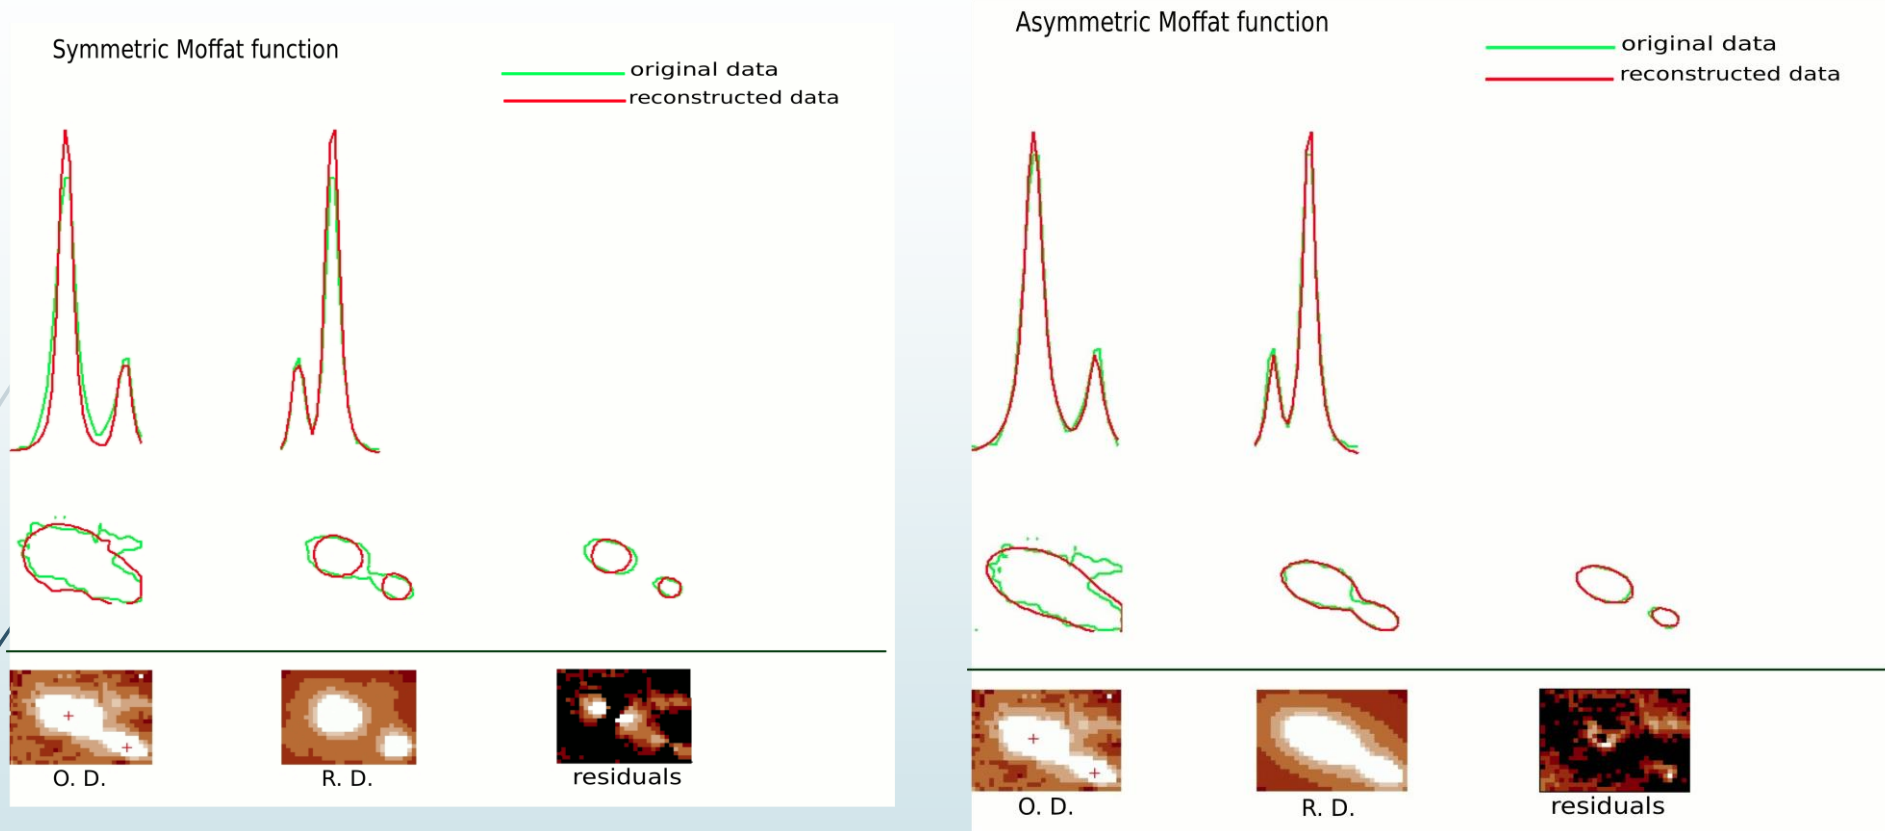 Symmetric Moffat function
original data
reconstructed data
O. D.
R. D.
residuals
Asymmetric Moffat function
original data
reconstructed data
O. D.
R. D.
residuals